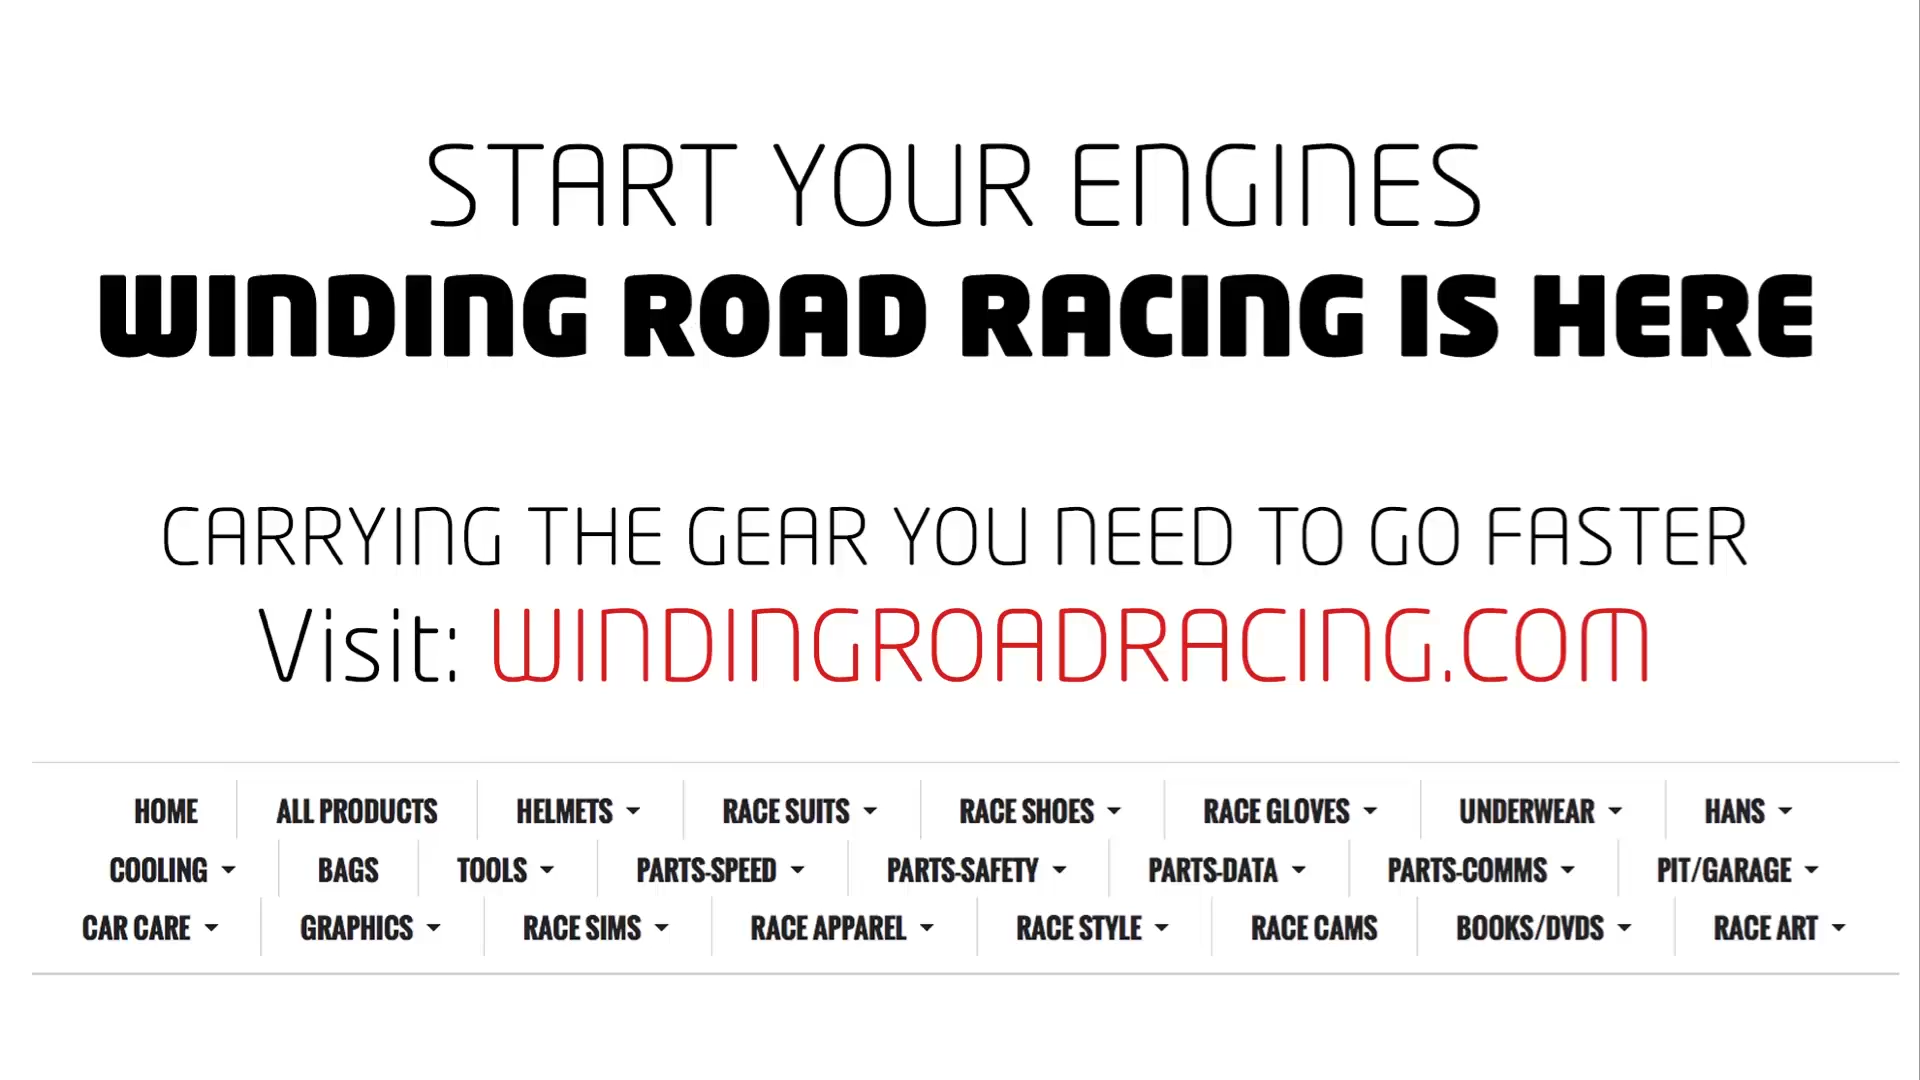 START YOUR ENGINES
WINDING ROAD RACING IS HERE
CARRYING THE GEAR YOU NEED TO GO FASTER
Visit: WINDINGROADRACING.COM
HOME ALL PRODUCTS HELMETS RACE SUITS RACE SHOES RACE GLOVES UNDERWEAR HANS
COOLING BAGS TOOLS PARTS-SPEED PARTS-SAFETY PARTS-DATA PARTS-COMMS PIT/GARAGE
CAR CARE GRAPHICS RACE SIMS RACE APPAREL RACE STYLE RACE CAMS BOOKS/DVDS RACE ART